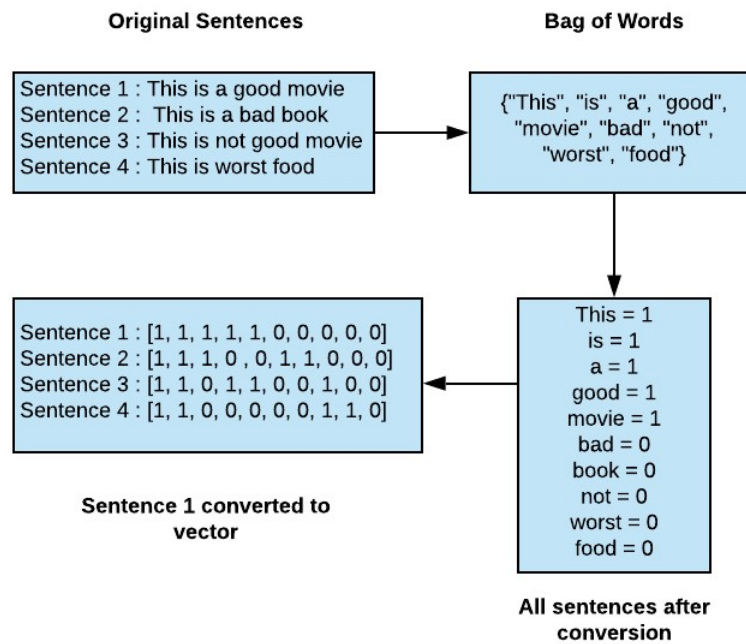 Original Sentences
Bag of Words
Sentence 1 : This is a good movie
Sentence 2 : This is a bad book
Sentence 3 : This is not good movie
Sentence 4 : This is worst food
{"This", "is", "a", "good",
"movie", "bad", "not",
"worst", "food"}
Sentence 1 : [1, 1, 1, 1, 1, 0, 0, 0, 0, 0]
Sentence 2 : [1, 1, 1, 0 , 0, 1, 1, 0, 0, 0]
Sentence 3 : [1, 1, 0, 1, 1, 0, 0, 1, 0, 0]
Sentence 4 : [1, 1, 0, 0, 0, 0, 0, 1, 1, 0]
Sentence 1 converted to
vector
This = 1
is = 1
a = 1
good = 1
movie = 1
bad = 0
book = 0
not = 0
worst = 0
food = 0
All sentences after
conversion